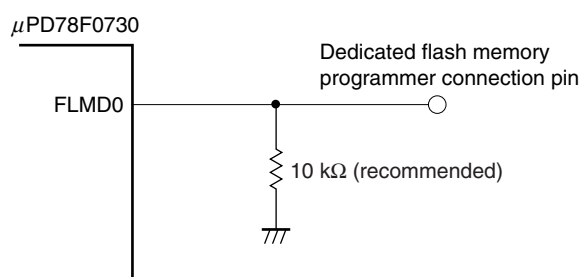 μPD78F0730
Dedicated flash memory
programmer connection pin
FLMD0
10 kΩ (recommended)